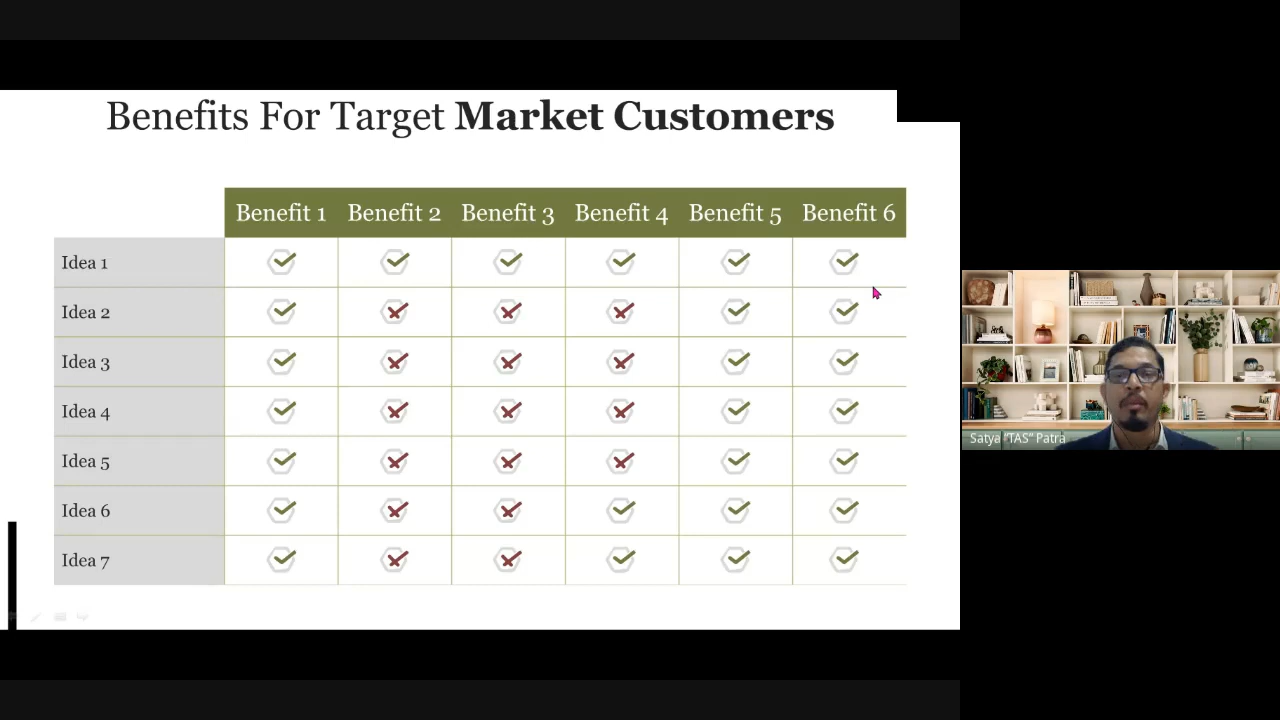 Benefits For Target Market Customers
Benefit 1 Benefit 2 Benefit 3 Benefit 4 Benefit 5 Benefit 6
Idea 1
Idea 2
Idea 3
Idea 4
Idea 5
Idea 6
Idea 7
Satya "TAS" Patra